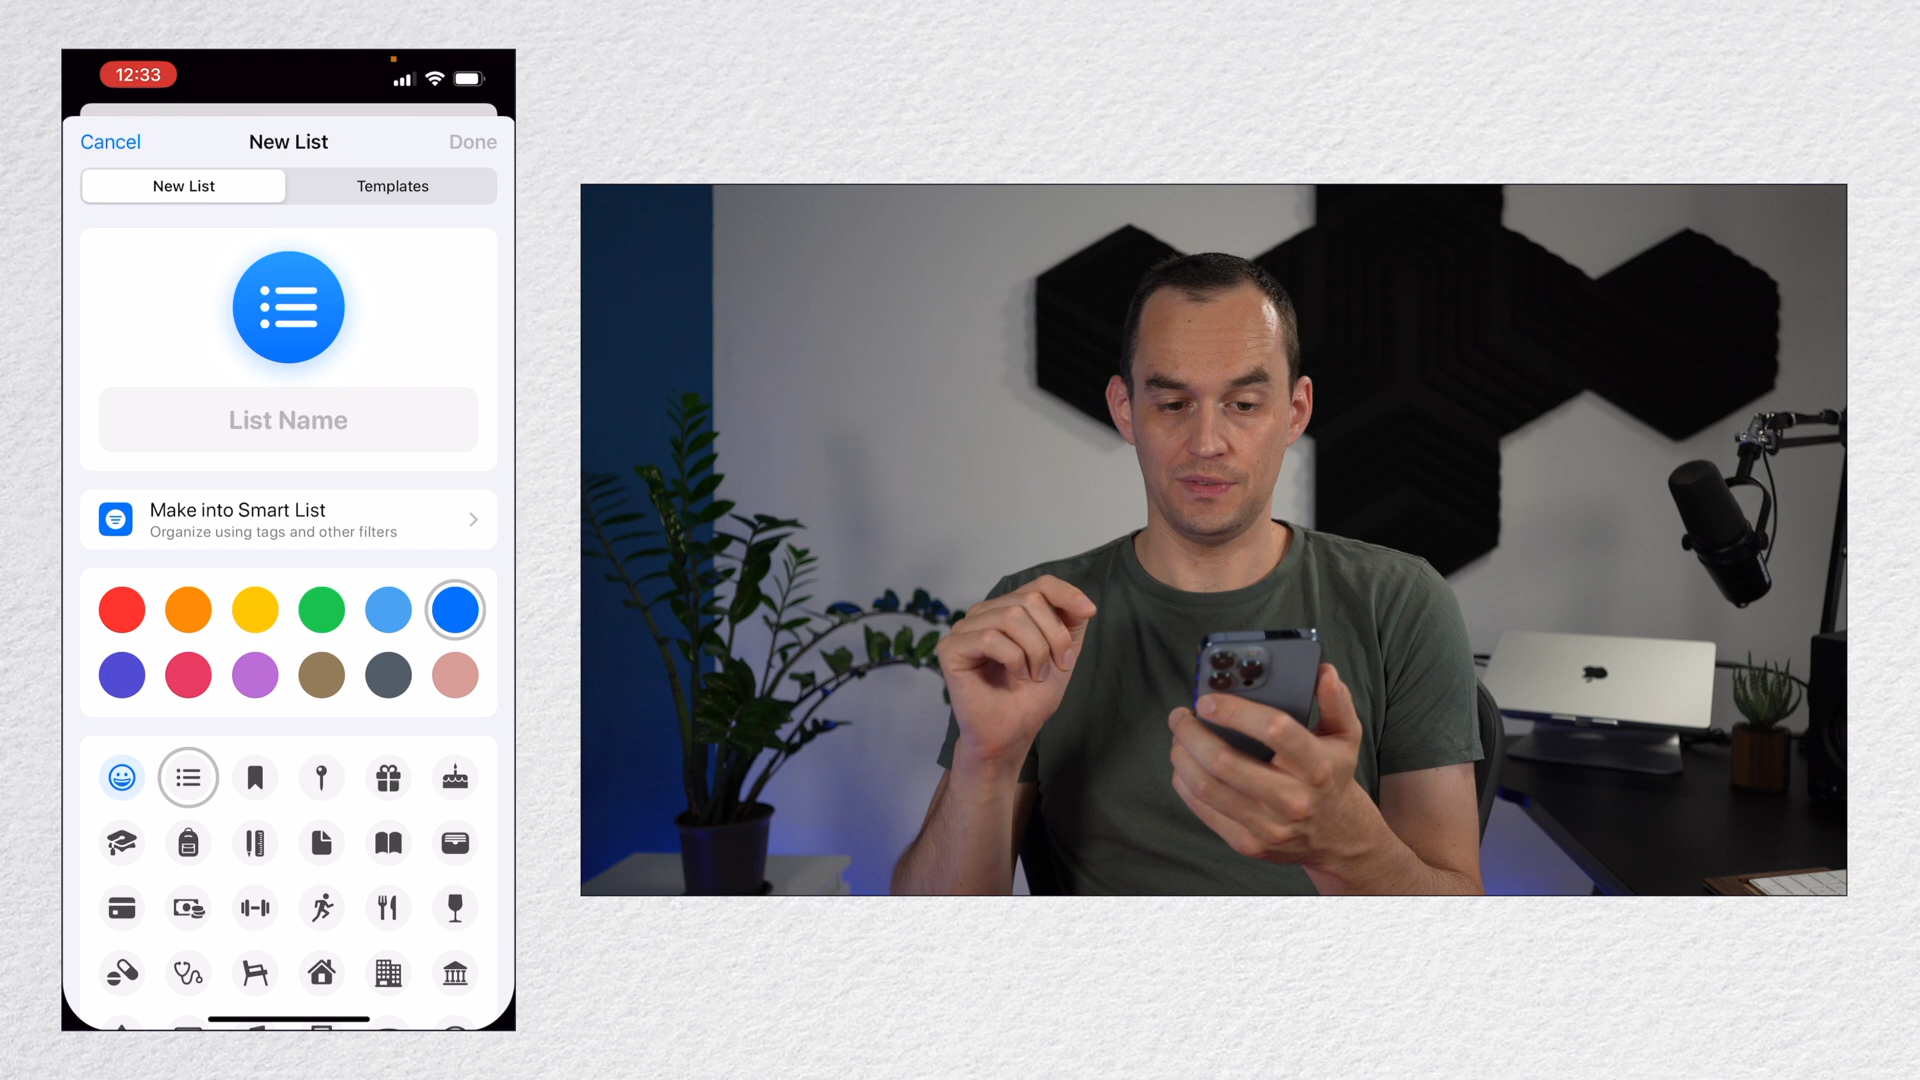 12:33
Cancel
New List
Done
New List
Templates
List Name
Make into Smart List
Organize using tags and other filters